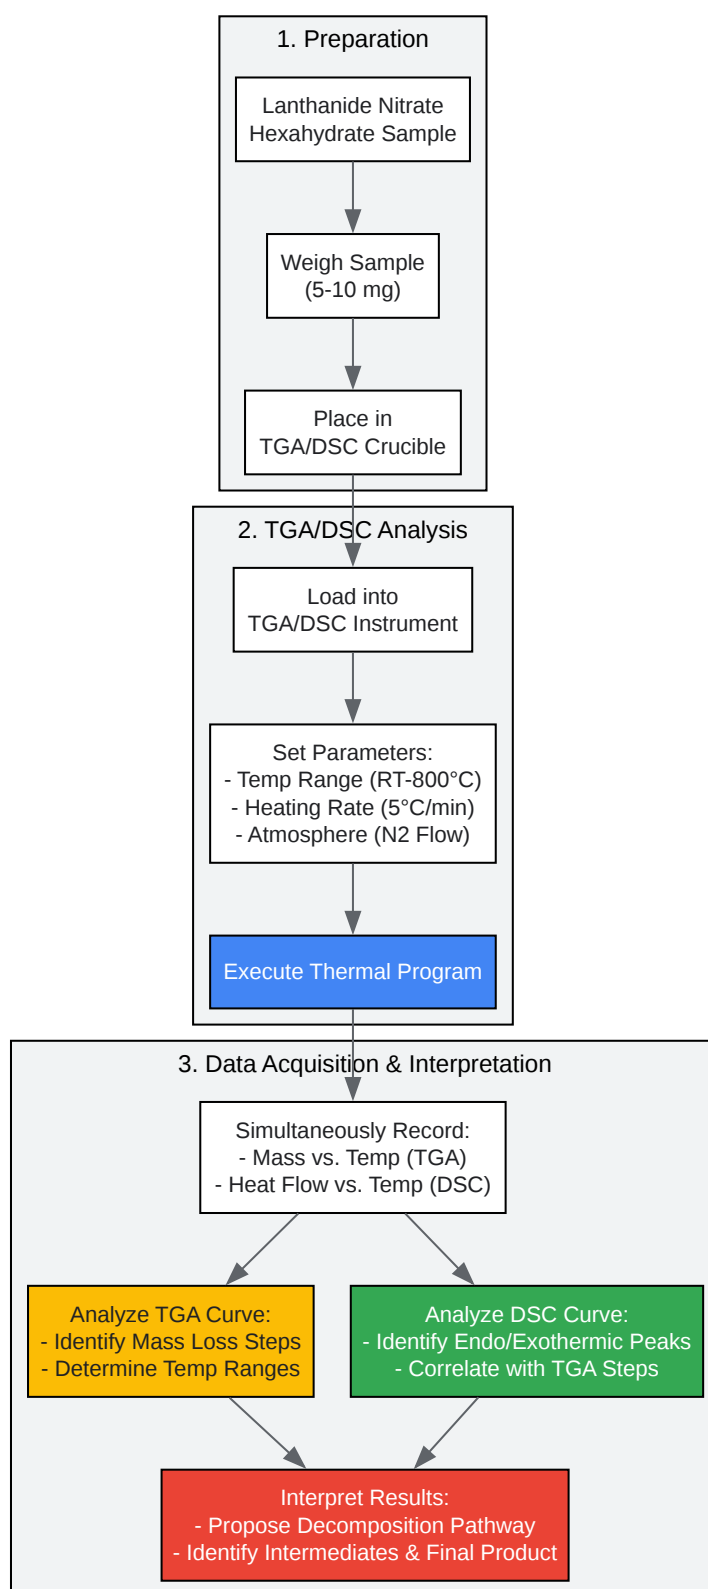 1. Preparation
Lanthanide Nitrate
Hexahydrate Sample
Weigh Sample
(5-10 mg)
Place in
TGA/DSC Crucible
2. TGA/DSC Analysis
Load into
TGA/DSC Instrument
Set Parameters:
- Temp Range (RT-800°C)
- Heating Rate (5°C/min)
- Atmosphere (N2 Flow)
Execute Thermal Program
3. Data Acquisition & Interpretation
Simultaneously Record:
- Mass vs. Temp (TGA)
- Heat Flow vs. Temp (DSC)
Analyze TGA Curve:
- Identify Mass Loss Steps
- Determine Temp Ranges
Analyze DSC Curve:
- Identify Endo/Exothermic Peaks
- Correlate with TGA Steps
Interpret Results:
- Propose Decomposition Pathway
- Identify Intermediates & Final Product